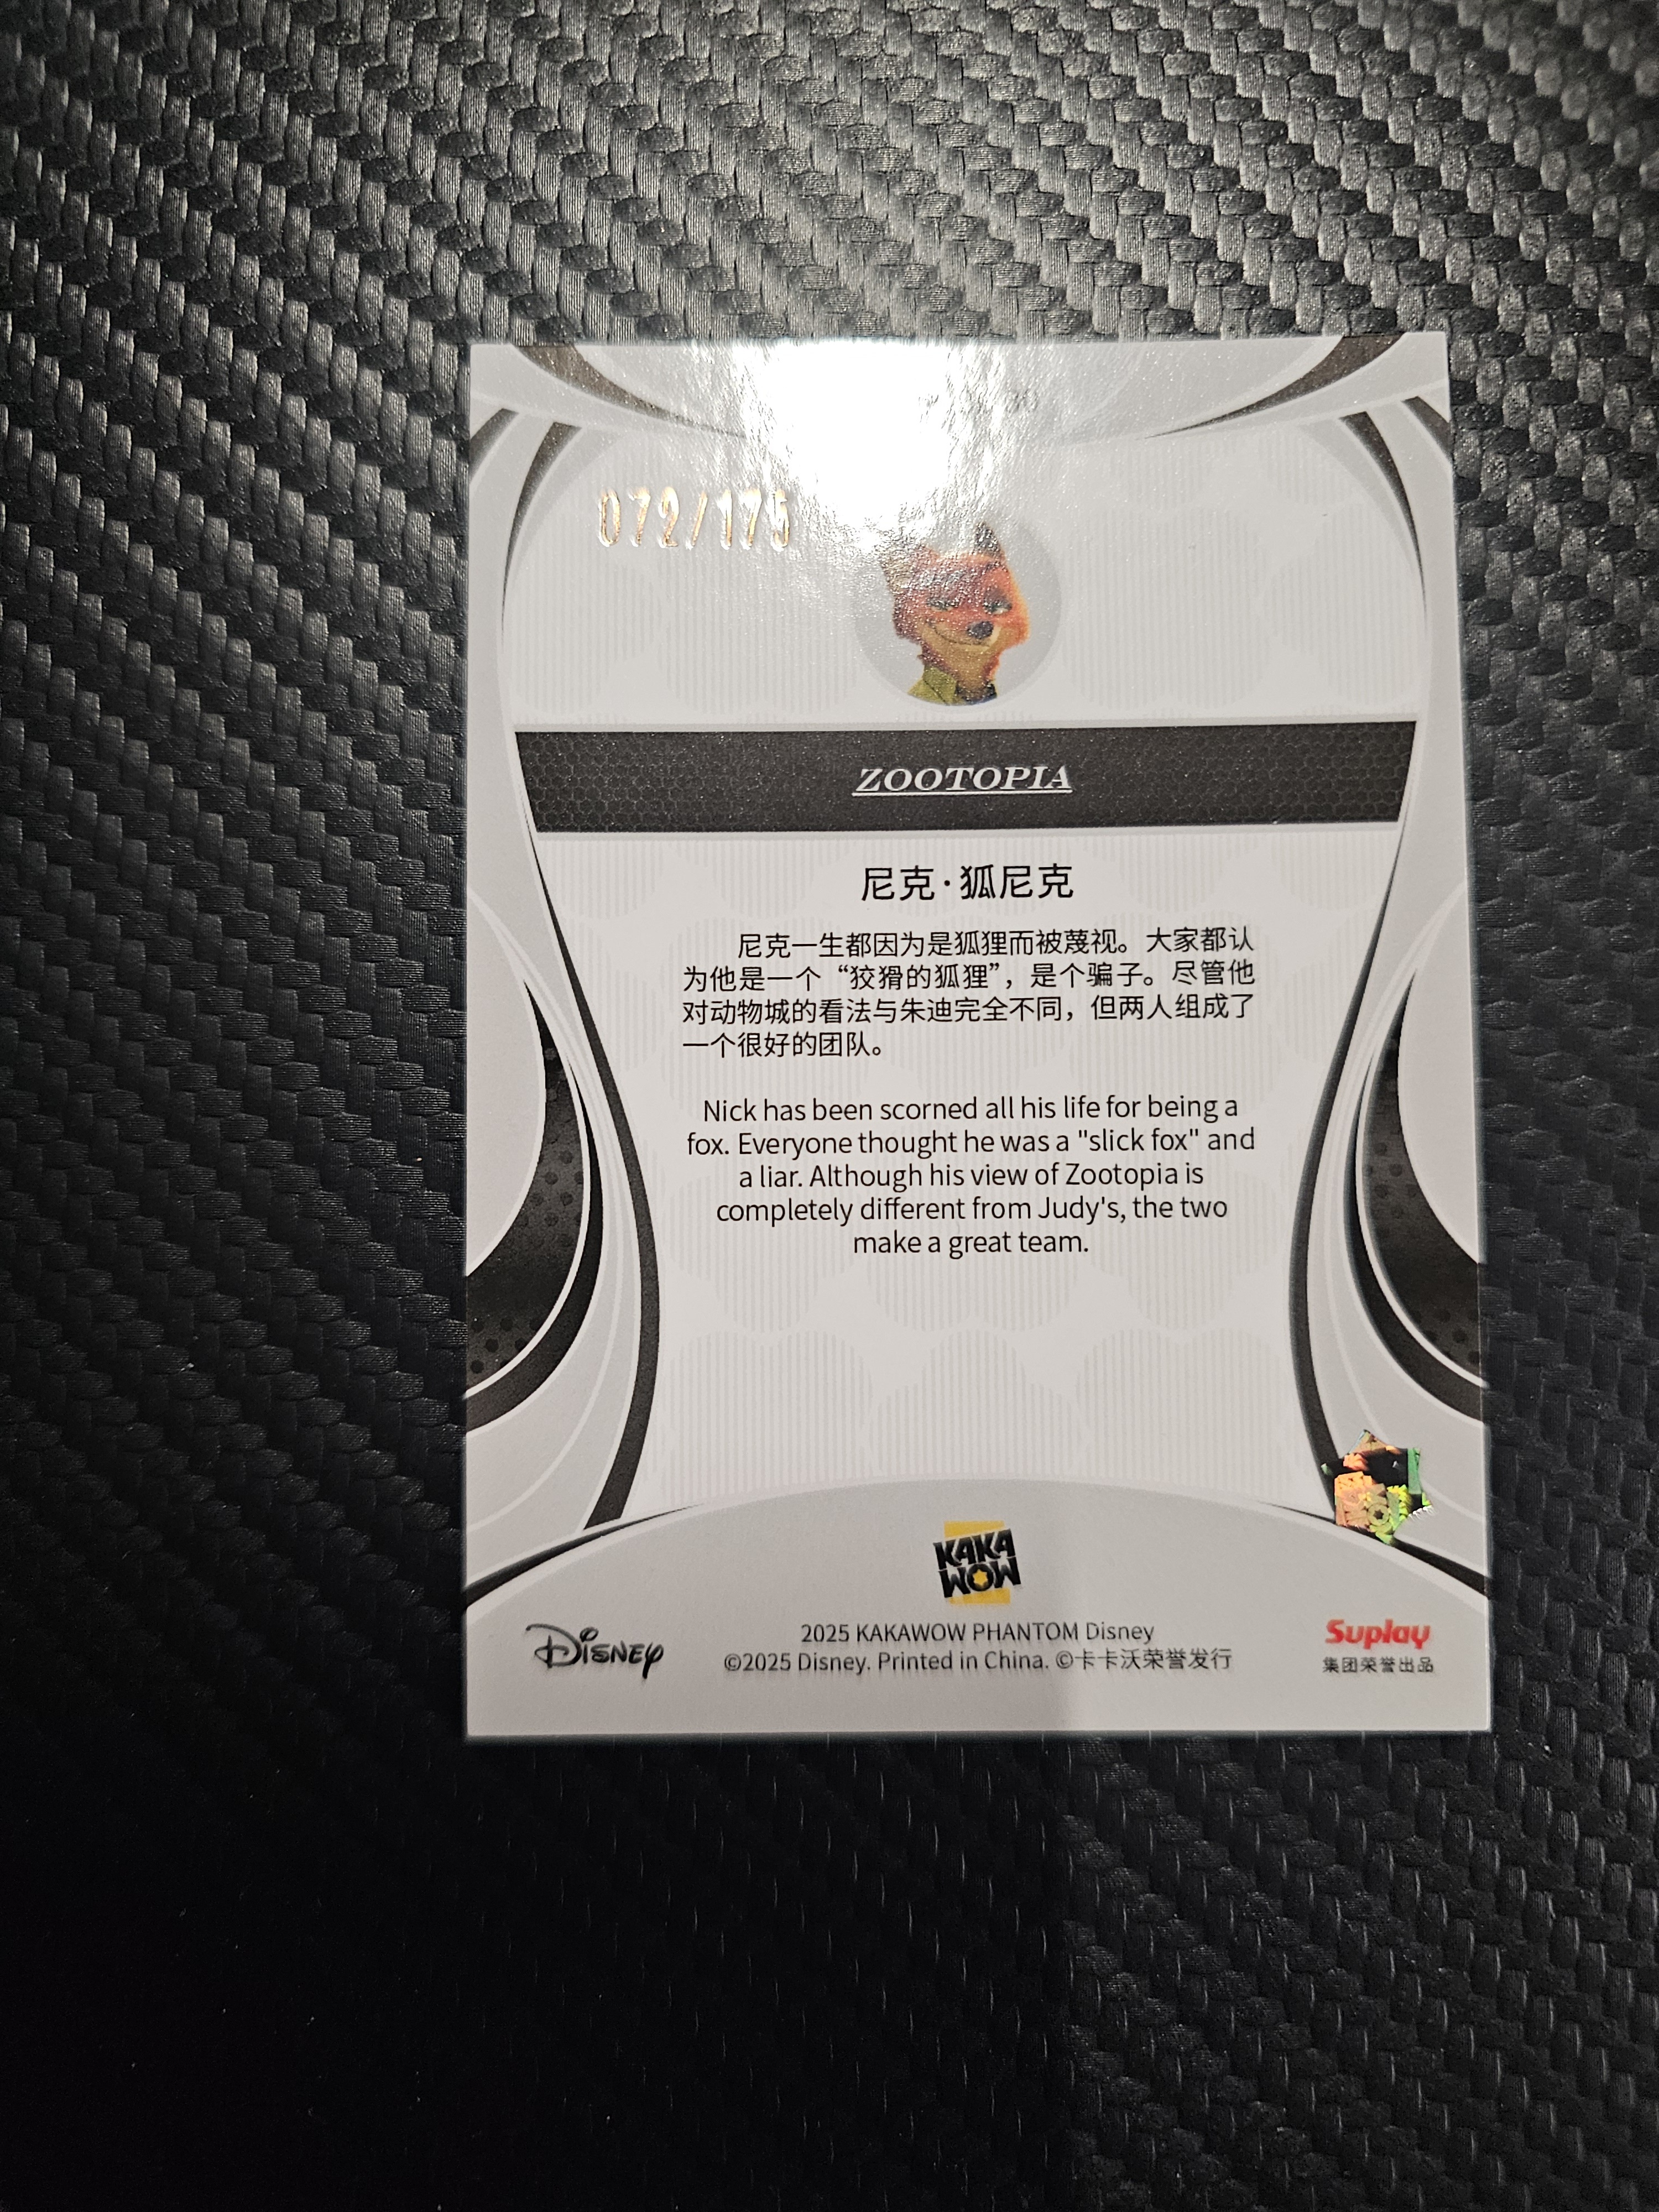 072/175
ZOOTOPIA
尼克·狐尼克
尼克一生都因为是狐狸而被蔑视。大家都认
为他是一个“狡猾的狐狸”，是个骗子。尽管他
对动物城的看法与朱迪完全不同，但两人组成了
一个很好的团队。
Nick has been scorned all his life for being a
fox. Everyone thought he was a "slick fox" and
a liar. Although his view of Zootopia is
completely different from Judy's, the two
make a great team.
KAKA
WOW
Disney
2025 KAKAWOW PHANTOM Disney
©2025 Disney. Printed in China. ©卡卡沃荣誉发行
Suplay
集团荣誉出品